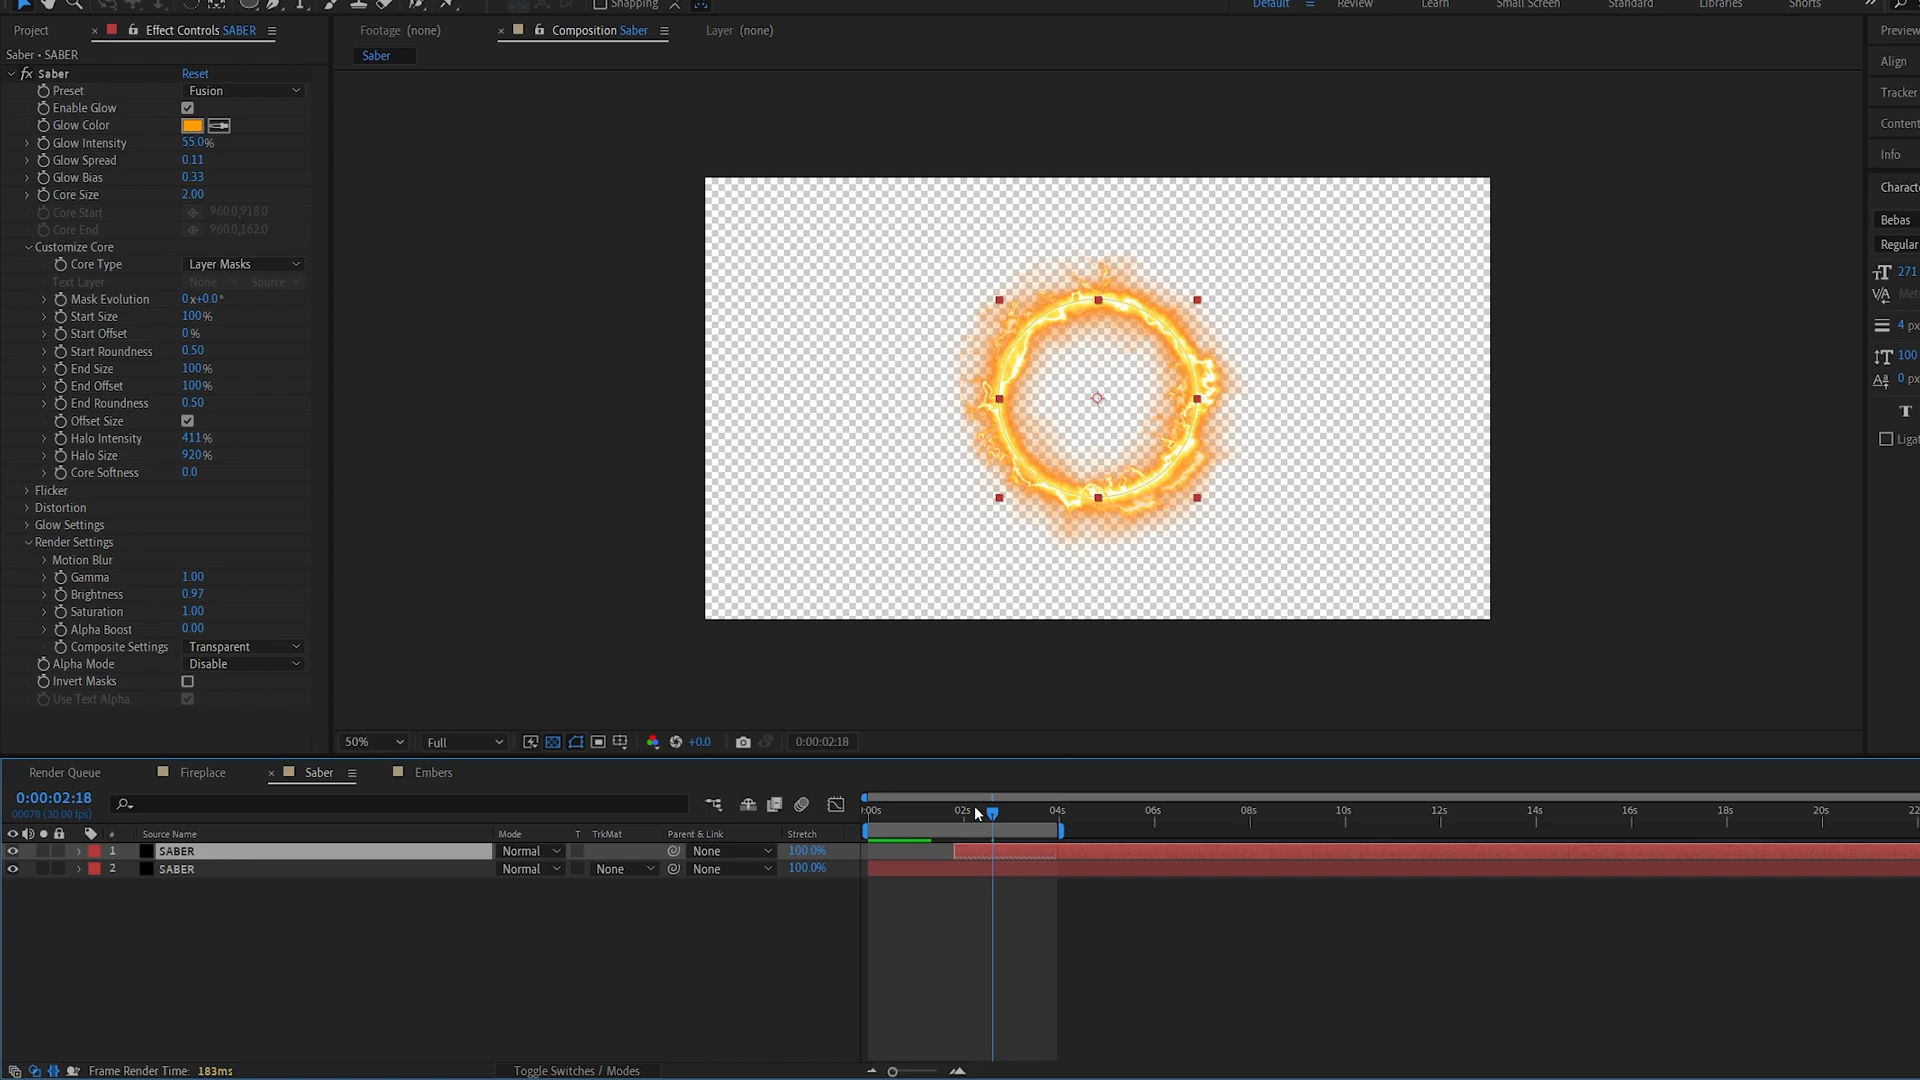 Snapping
Default
Review
Learn
Small Screen
Standard
Libraries
Shorts
Project
Effect Controls SABER
Footage (none)
Composition Saber
Layer (none)
Preview
Saber • SABER
Saber
Align
Saber
Reset
Preset
Fusion
Tracker
Enable Glow
Glow Color
Content
Glow Intensity
55.0%
Info
Glow Spread
0.11
Glow Bias
0.33
Charact
Core Size
2.00
Core Start
960.0,918.0
Bebas
Core End
960.0,162.0
Customize Core
Regular
Core Type
Layer Masks
271
Text Layer
None
Source
Met
Mask Evolution
0x+0.0°
Start Size
100%
4 px
Start Offset
0%
Start Roundness
0.50
100
End Size
100%
0 px
End Offset
100%
End Roundness
0.50
T
Offset Size
Halo Intensity
411%
Ligat
Halo Size
920%
Core Softness
0.0
Flicker
Distortion
Glow Settings
Render Settings
Motion Blur
Gamma
1.00
Brightness
0.97
Saturation
1.00
Alpha Boost
0.00
Composite Settings
Transparent
Alpha Mode
Disable
Invert Masks
Use Text Alpha
50%
Full
+0.0
0:00:02:18
Render Queue
Fireplace
Saber
Embers
0:00:02:18
00078 (30.00 fps)
:00s
02s
04s
06s
08s
10s
12s
14s
16s
18s
20s
22
#
Source Name
Mode
T
TrkMat
Parent & Link
Stretch
1
SABER
Normal
None
100.0%
2
SABER
Normal
None
None
100.0%
Frame Render Time: 183ms
Toggle Switches / Modes